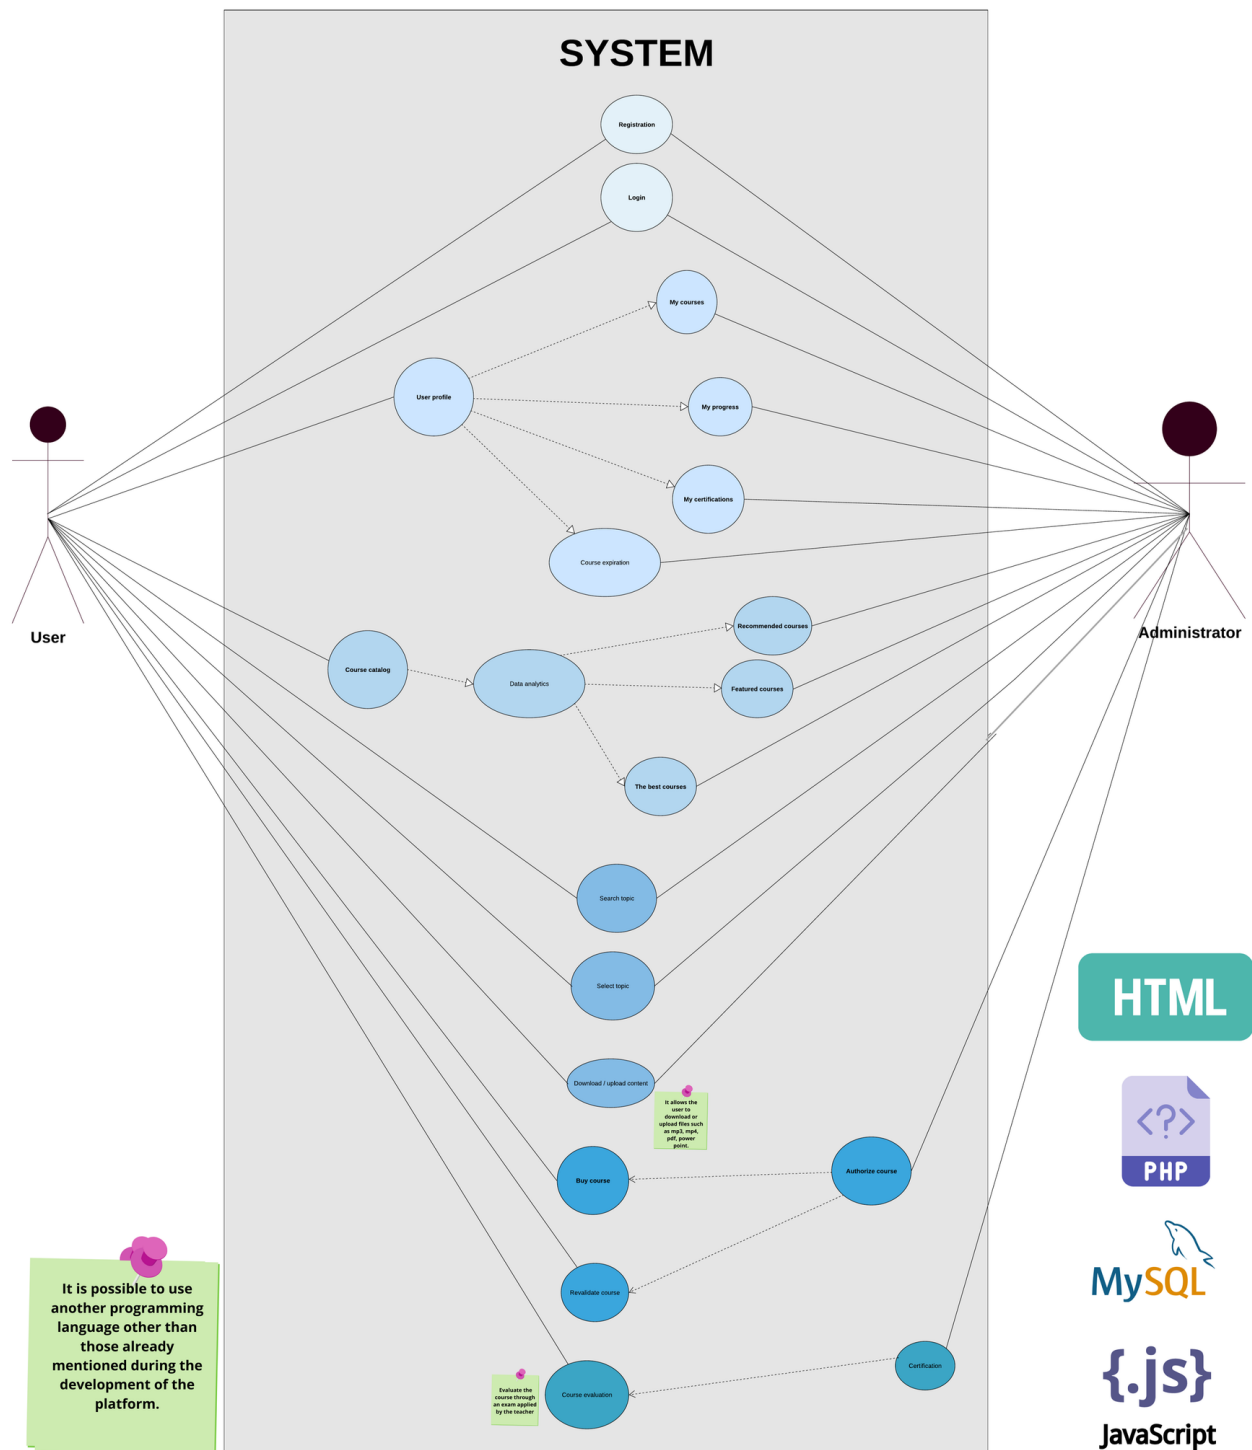 SYSTEM
Registration
Login
My courses
User profile
My progress
My certifications
Course expiration
User
Administrator
Recommended courses
Course catalog
Data analytics
Featured courses
The best courses
Search topic
Select topic
HTML
Download / upload content
It allows the
user to
download or
upload files such
as mp3, mp4,
pdf, power
point.
<?>
PHP
Buy course
Authorize course
MySQL
Revalidate course
It is possible to use
another programming
language other than
those already
mentioned during the
development of the
platform.
Certification
{.js}
JavaScript
Evaluate the
course through
an exam applied
by the teacher
Course evaluation